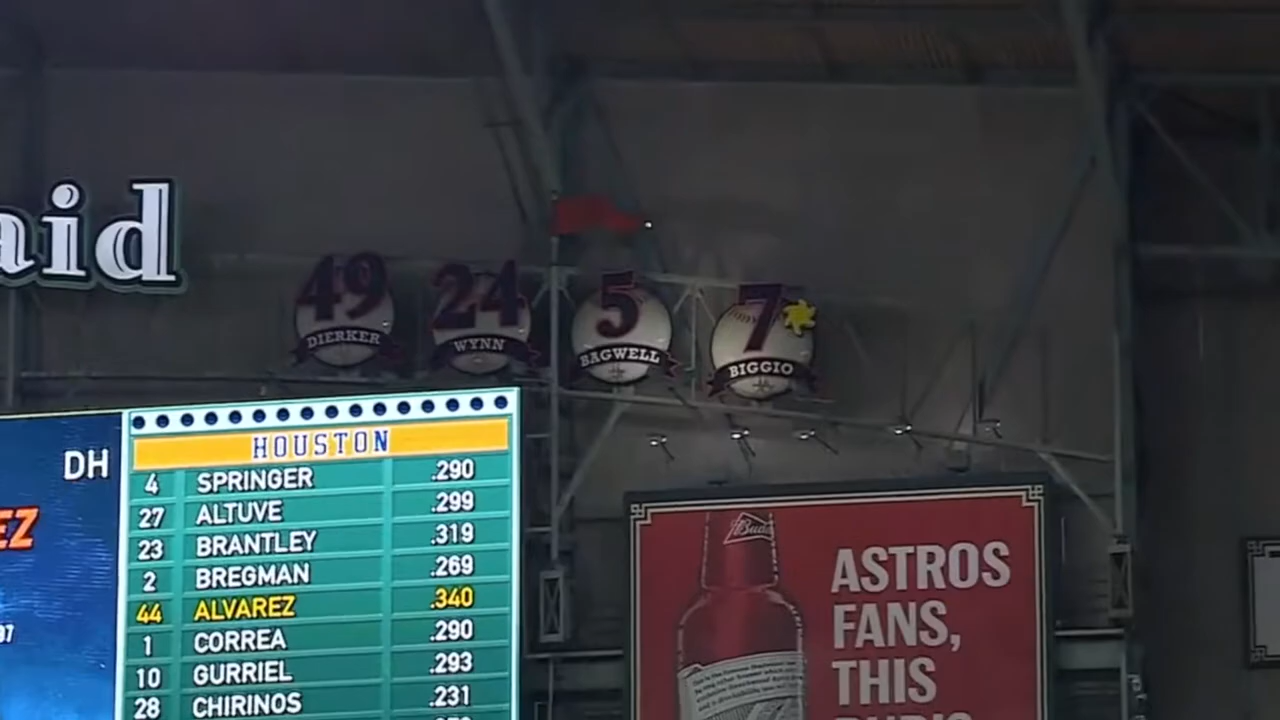 aid
49
DIERKER
24
WYNN
5
BAGWELL
7
BIGGIO
DH
EZ
97
HOUSTON
4 SPRINGER .290
27 ALTUVE .299
23 BRANTLEY .319
2 BREGMAN .269
44 ALVAREZ .340
1 CORREA .290
10 GURRIEL .293
28 CHIRINOS .231
Bud
ASTROS
FANS,
THIS